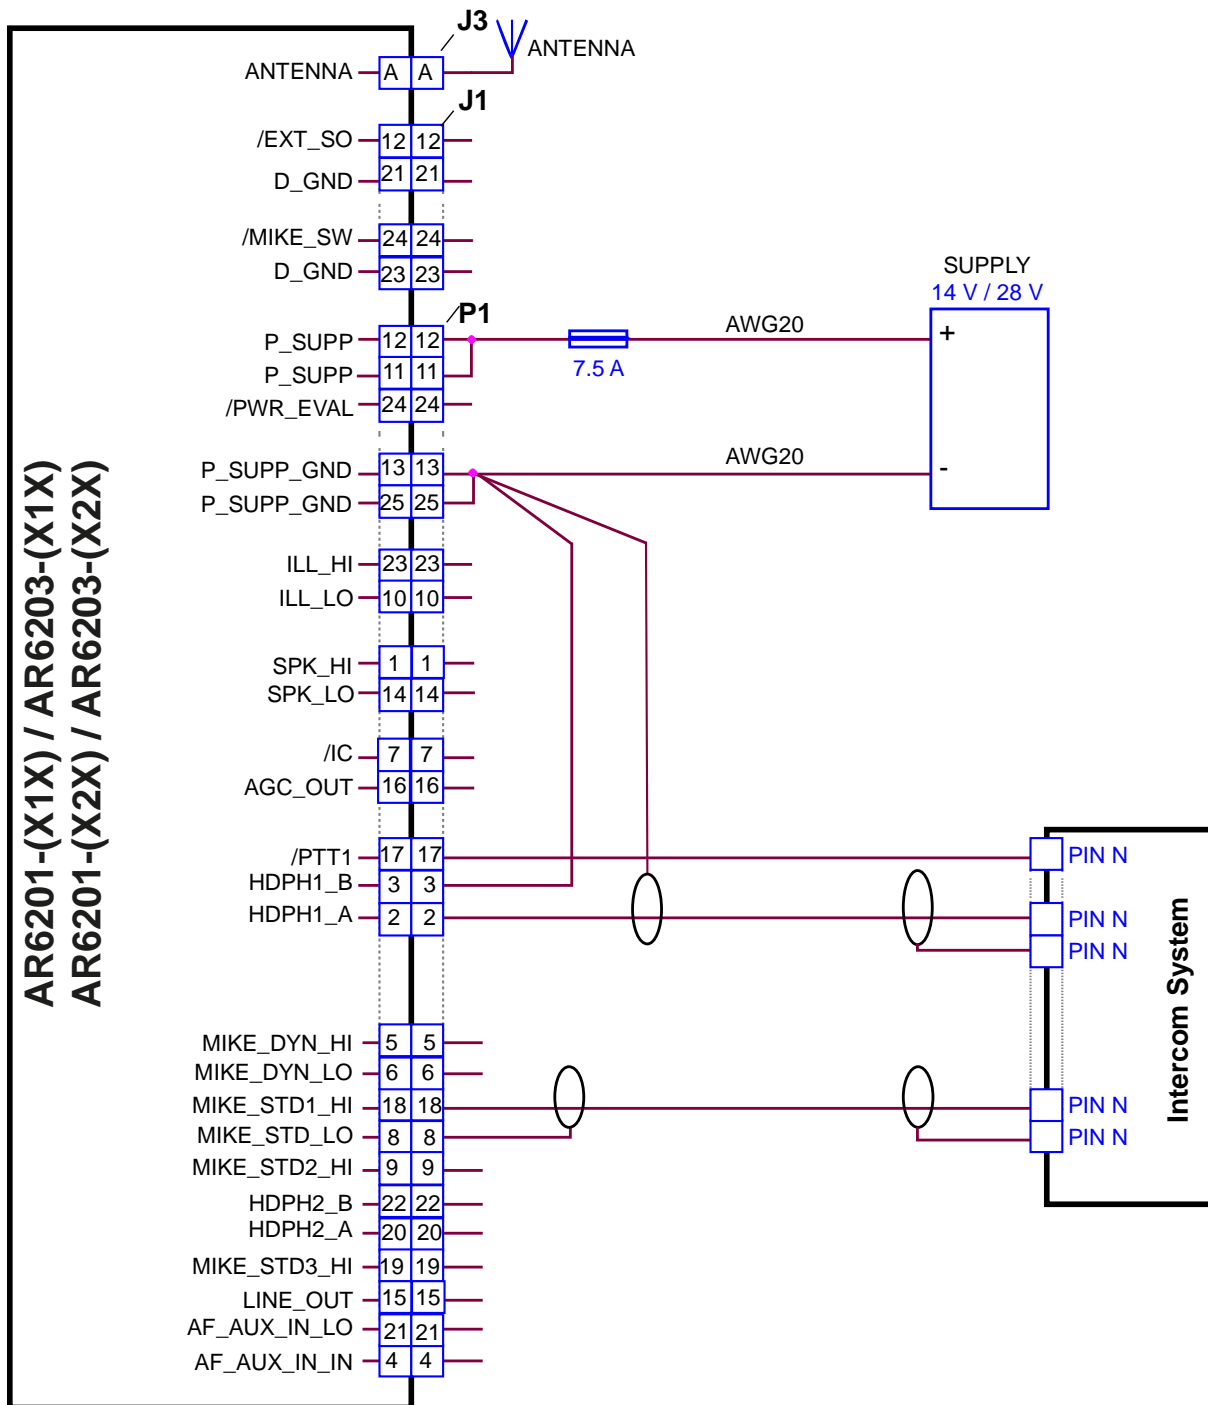 J3
ANTENNA
ANTENNA A A
J1
/EXT_SO 12 12
D_GND 21 21
/MIKE_SW 24 24
D_GND 23 23
SUPPLY
14 V / 28 V
P1
P_SUPP 12 12 AWG20 +
P_SUPP 11 11 7.5 A
/PWR_EVAL 24 24
P_SUPP_GND 13 13 AWG20 -
P_SUPP_GND 25 25
ILL_HI 23 23
ILL_LO 10 10
SPK_HI 1 1
SPK_LO 14 14
/IC 7 7
AGC_OUT 16 16
/PTT1 17 17 PIN N
HDPH1_B 3 3
HDPH1_A 2 2 PIN N
PIN N
MIKE_DYN_HI 5 5
MIKE_DYN_LO 6 6
MIKE_STD1_HI 18 18 PIN N
MIKE_STD_LO 8 8 PIN N
MIKE_STD2_HI 9 9
HDPH2_B 22 22
HDPH2_A 20 20
MIKE_STD3_HI 19 19
LINE_OUT 15 15
AF_AUX_IN_LO 21 21
AF_AUX_IN_IN 4 4
AR6201-(X1X) / AR6203-(X1X)
AR6201-(X2X) / AR6203-(X2X)
Intercom System